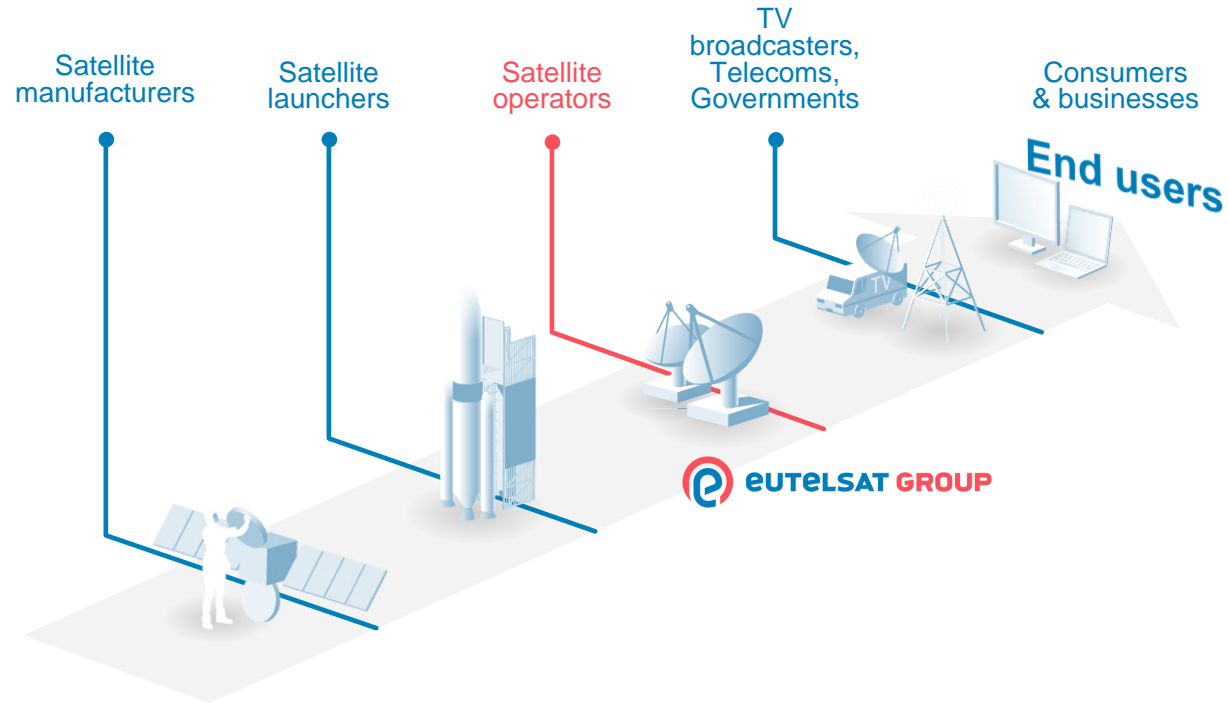 Satellite
manufacturers
Satellite
launchers
Satellite
operators
TV
broadcasters,
Telecoms,
Governments
Consumers
& businesses
End users
TV
eUTeLSAT GROUP